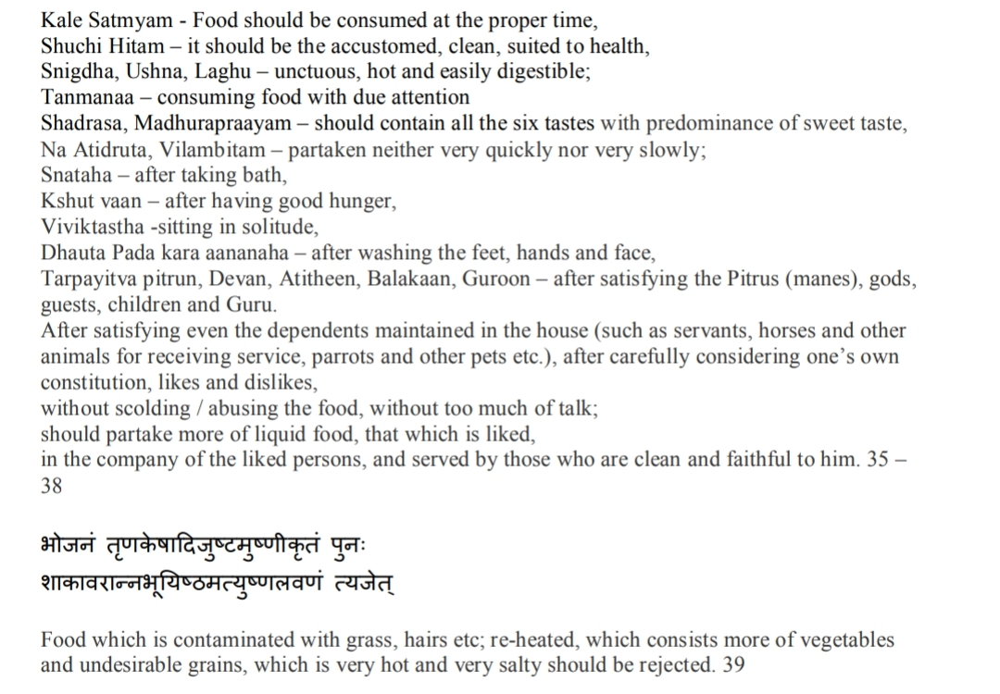 Kale Satmyam - Food should be consumed at the proper time,
Shuchi Hitam – it should be the accustomed, clean, suited to health,
Snigdha, Ushna, Laghu – unctuous, hot and easily digestible;
Tanmanaa – consuming food with due attention
Shadrasa, Madhurapraayam – should contain all the six tastes with predominance of sweet taste,
Na Atidruta, Vilambitam – partaken neither very quickly nor very slowly;
Snataha – after taking bath,
Kshut vaan – after having good hunger,
Viviktastha -sitting in solitude,
Dhauta Pada kara aananaha – after washing the feet, hands and face,
Tarpayitva pitrun, Devan, Atitheen, Balakaan, Guroon – after satisfying the Pitrus (manes), gods,
guests, children and Guru.
After satisfying even the dependents maintained in the house (such as servants, horses and other
animals for receiving service, parrots and other pets etc.), after carefully considering one’s own
constitution, likes and dislikes,
without scolding / abusing the food, without too much of talk;
should partake more of liquid food, that which is liked,
in the company of the liked persons, and served by those who are clean and faithful to him. 35 –
38
भोजनं तृणकेषादिजुष्टमुष्णीकृतं पुनः
शाकावरान्नभूयिष्ठमत्युष्णलवणं त्यजेत्
Food which is contaminated with grass, hairs etc; re-heated, which consists more of vegetables
and undesirable grains, which is very hot and very salty should be rejected. 39